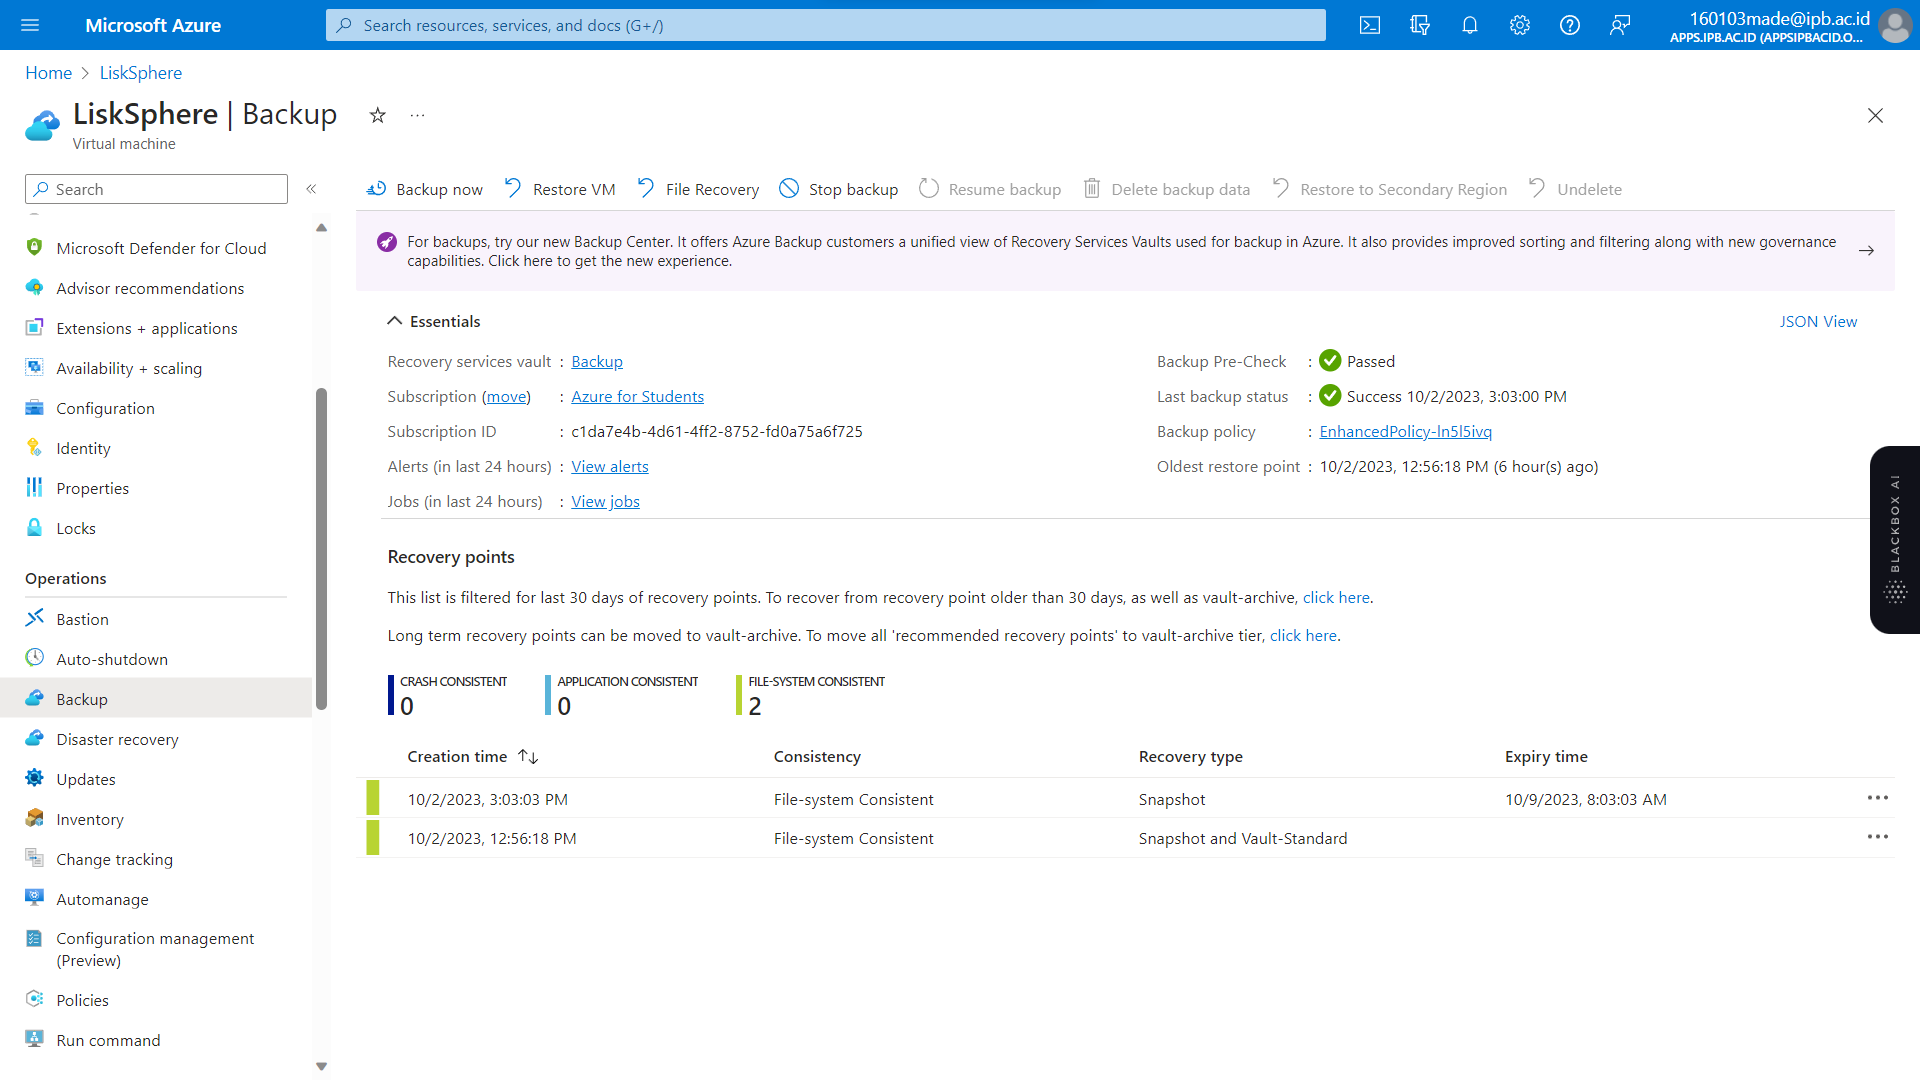 Microsoft Azure
Search resources, services, and docs (G+/)
160103made@ipb.ac.id
APPS.IPB.AC.ID (APPSIPBACID.O...
Home > LiskSphere
LiskSphere | Backup
Virtual machine
Search
Backup now
Restore VM
File Recovery
Stop backup
Resume backup
Delete backup data
Restore to Secondary Region
Undelete
Microsoft Defender for Cloud
Advisor recommendations
Extensions + applications
Availability + scaling
Configuration
Identity
Properties
Locks
Operations
Bastion
Auto-shutdown
Backup
Disaster recovery
Updates
Inventory
Change tracking
Automanage
Configuration management
(Preview)
Policies
Run command
For backups, try our new Backup Center. It offers Azure Backup customers a unified view of Recovery Services Vaults used for backup in Azure. It also provides improved sorting and filtering along with new governance
capabilities. Click here to get the new experience.
Essentials
JSON View
Recovery services vault : Backup
Subscription (move) : Azure for Students
Subscription ID : c1da7e4b-4d61-4ff2-8752-fd0a75a6f725
Alerts (in last 24 hours) : View alerts
Jobs (in last 24 hours) : View jobs
Backup Pre-Check : Passed
Last backup status : Success 10/2/2023, 3:03:00 PM
Backup policy : EnhancedPolicy-ln5l5ivq
Oldest restore point : 10/2/2023, 12:56:18 PM (6 hour(s) ago)
Recovery points
This list is filtered for last 30 days of recovery points. To recover from recovery point older than 30 days, as well as vault-archive, click here.
Long term recovery points can be moved to vault-archive. To move all 'recommended recovery points' to vault-archive tier, click here.
CRASH CONSISTENT
0
APPLICATION CONSISTENT
0
FILE-SYSTEM CONSISTENT
2
Creation time Consistency Recovery type Expiry time
10/2/2023, 3:03:03 PM File-system Consistent Snapshot 10/9/2023, 8:03:03 AM
10/2/2023, 12:56:18 PM File-system Consistent Snapshot and Vault-Standard
BLACKBOX AI